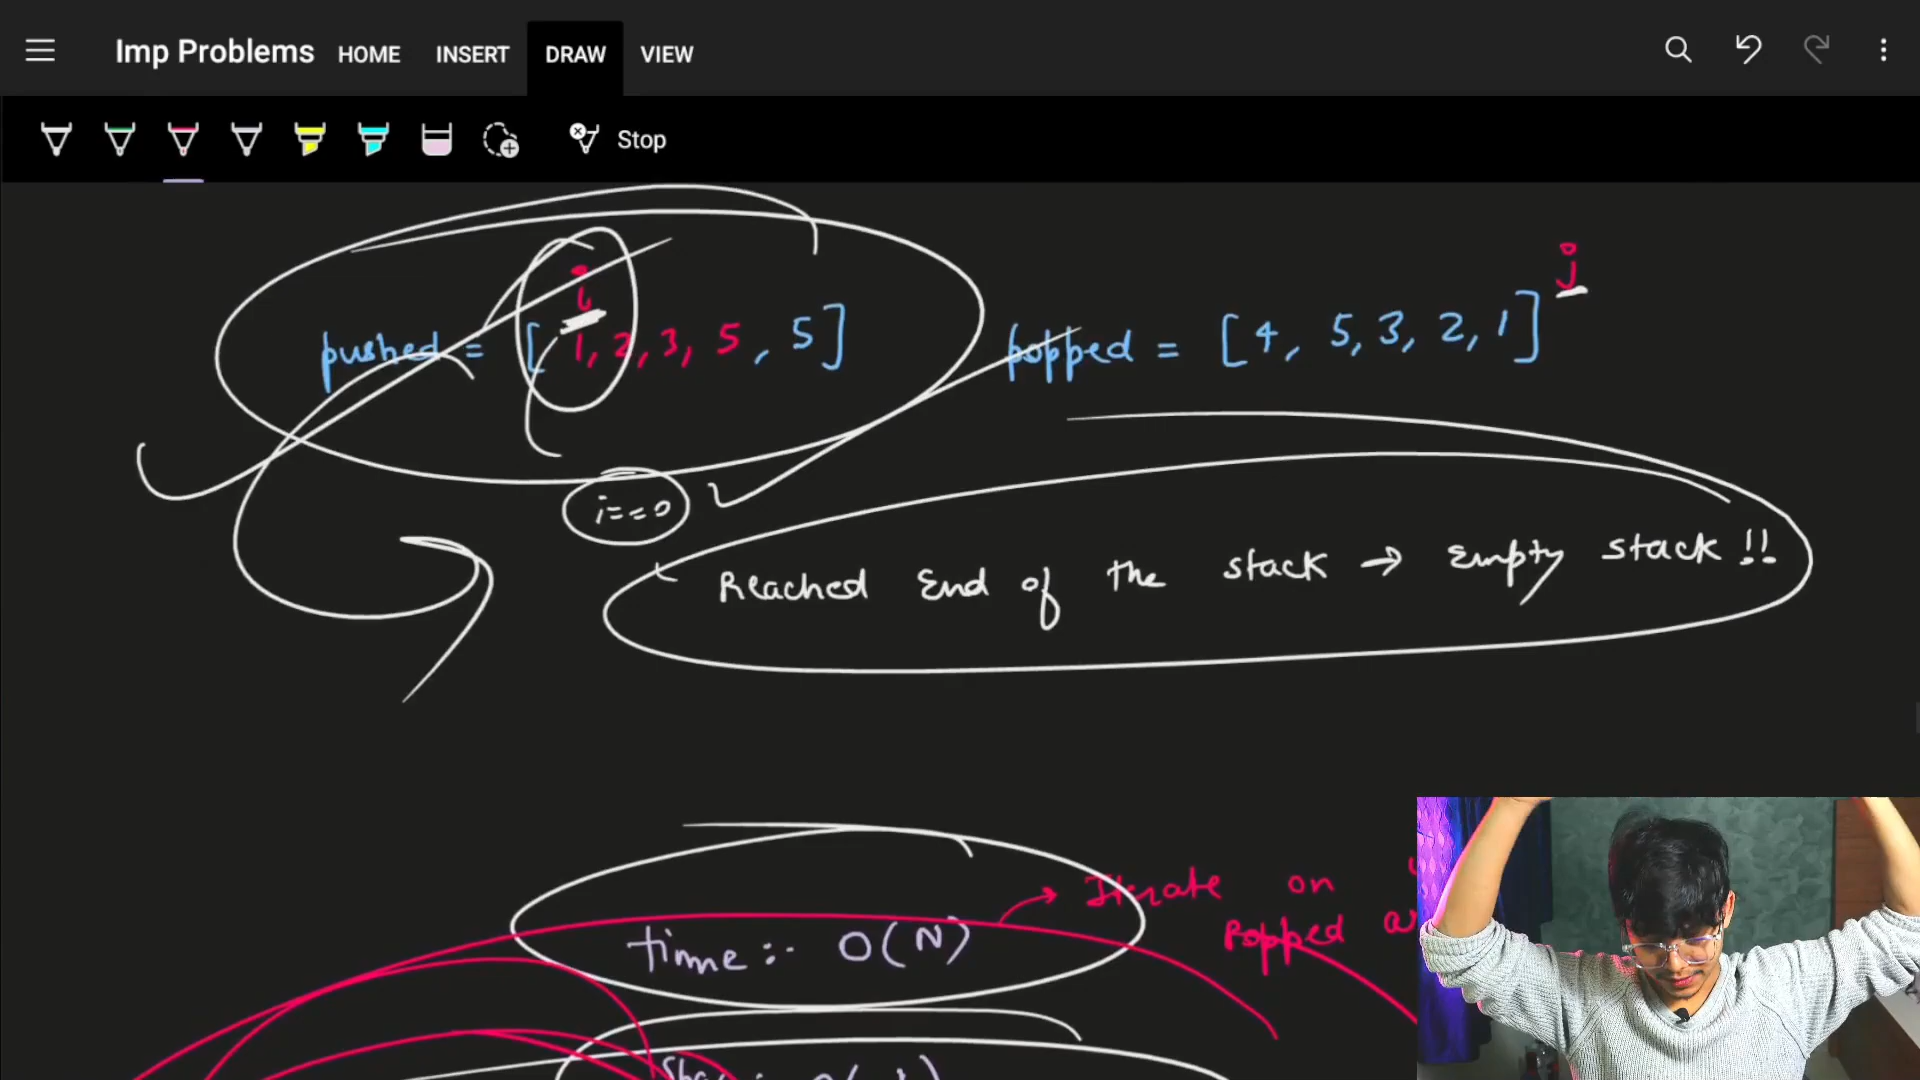 Imp Problems HOME INSERT DRAW VIEW
Stop
i
j
pushed = [1, 2, 3, 5, 5] popped = [4, 5, 3, 2, 1]
i==0
Reached End of the stack → Empty stack!!
Iterate on
time :- O(N)
Popped